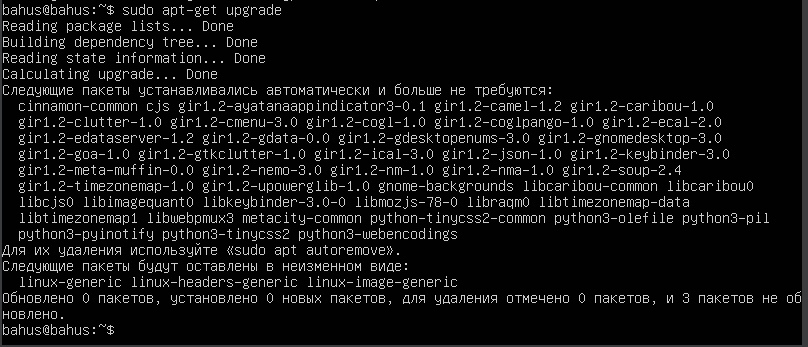 bahus@bahus:~$ sudo apt-get upgrade
Reading package lists... Done
Building dependency tree... Done
Reading state information... Done
Calculating upgrade... Done
Следующие пакеты устанавливались автоматически и больше не требуются:
  cinnamon-common cjs gir1.2-ayatanaappindicator3-0.1 gir1.2-camel-1.2 gir1.2-caribou-1.0
  gir1.2-clutter-1.0 gir1.2-cmenu-3.0 gir1.2-cogl-1.0 gir1.2-coglpango-1.0 gir1.2-ecal-2.0
  gir1.2-edataserver-1.2 gir1.2-gdata-0.0 gir1.2-gdesktopenums-3.0 gir1.2-gnomedesktop-3.0
  gir1.2-goa-1.0 gir1.2-gtkclutter-1.0 gir1.2-ical-3.0 gir1.2-json-1.0 gir1.2-keybinder-3.0
  gir1.2-meta-muffin-0.0 gir1.2-nemo-3.0 gir1.2-nm-1.0 gir1.2-nma-1.0 gir1.2-soup-2.4
  gir1.2-timezonemap-1.0 gir1.2-upowerglib-1.0 gnome-backgrounds libcaribou-common libcaribou0
  libcjs0 libimagequant0 libkeybinder-3.0-0 libmozjs-78-0 libraqm0 libtimezonemap-data
  libtimezonemap1 libwebpmux3 metacity-common python-tinycss2-common python3-olefile python3-pil
  python3-pyinotify python3-tinycss2 python3-webencodings
Для их удаления используйте «sudo apt autoremove».
Следующие пакеты будут оставлены в неизменном виде:
  linux-generic linux-headers-generic linux-image-generic
Обновлено 0 пакетов, установлено 0 новых пакетов, для удаления отмечено 0 пакетов, и 3 пакетов не об
новлено.
bahus@bahus:~$